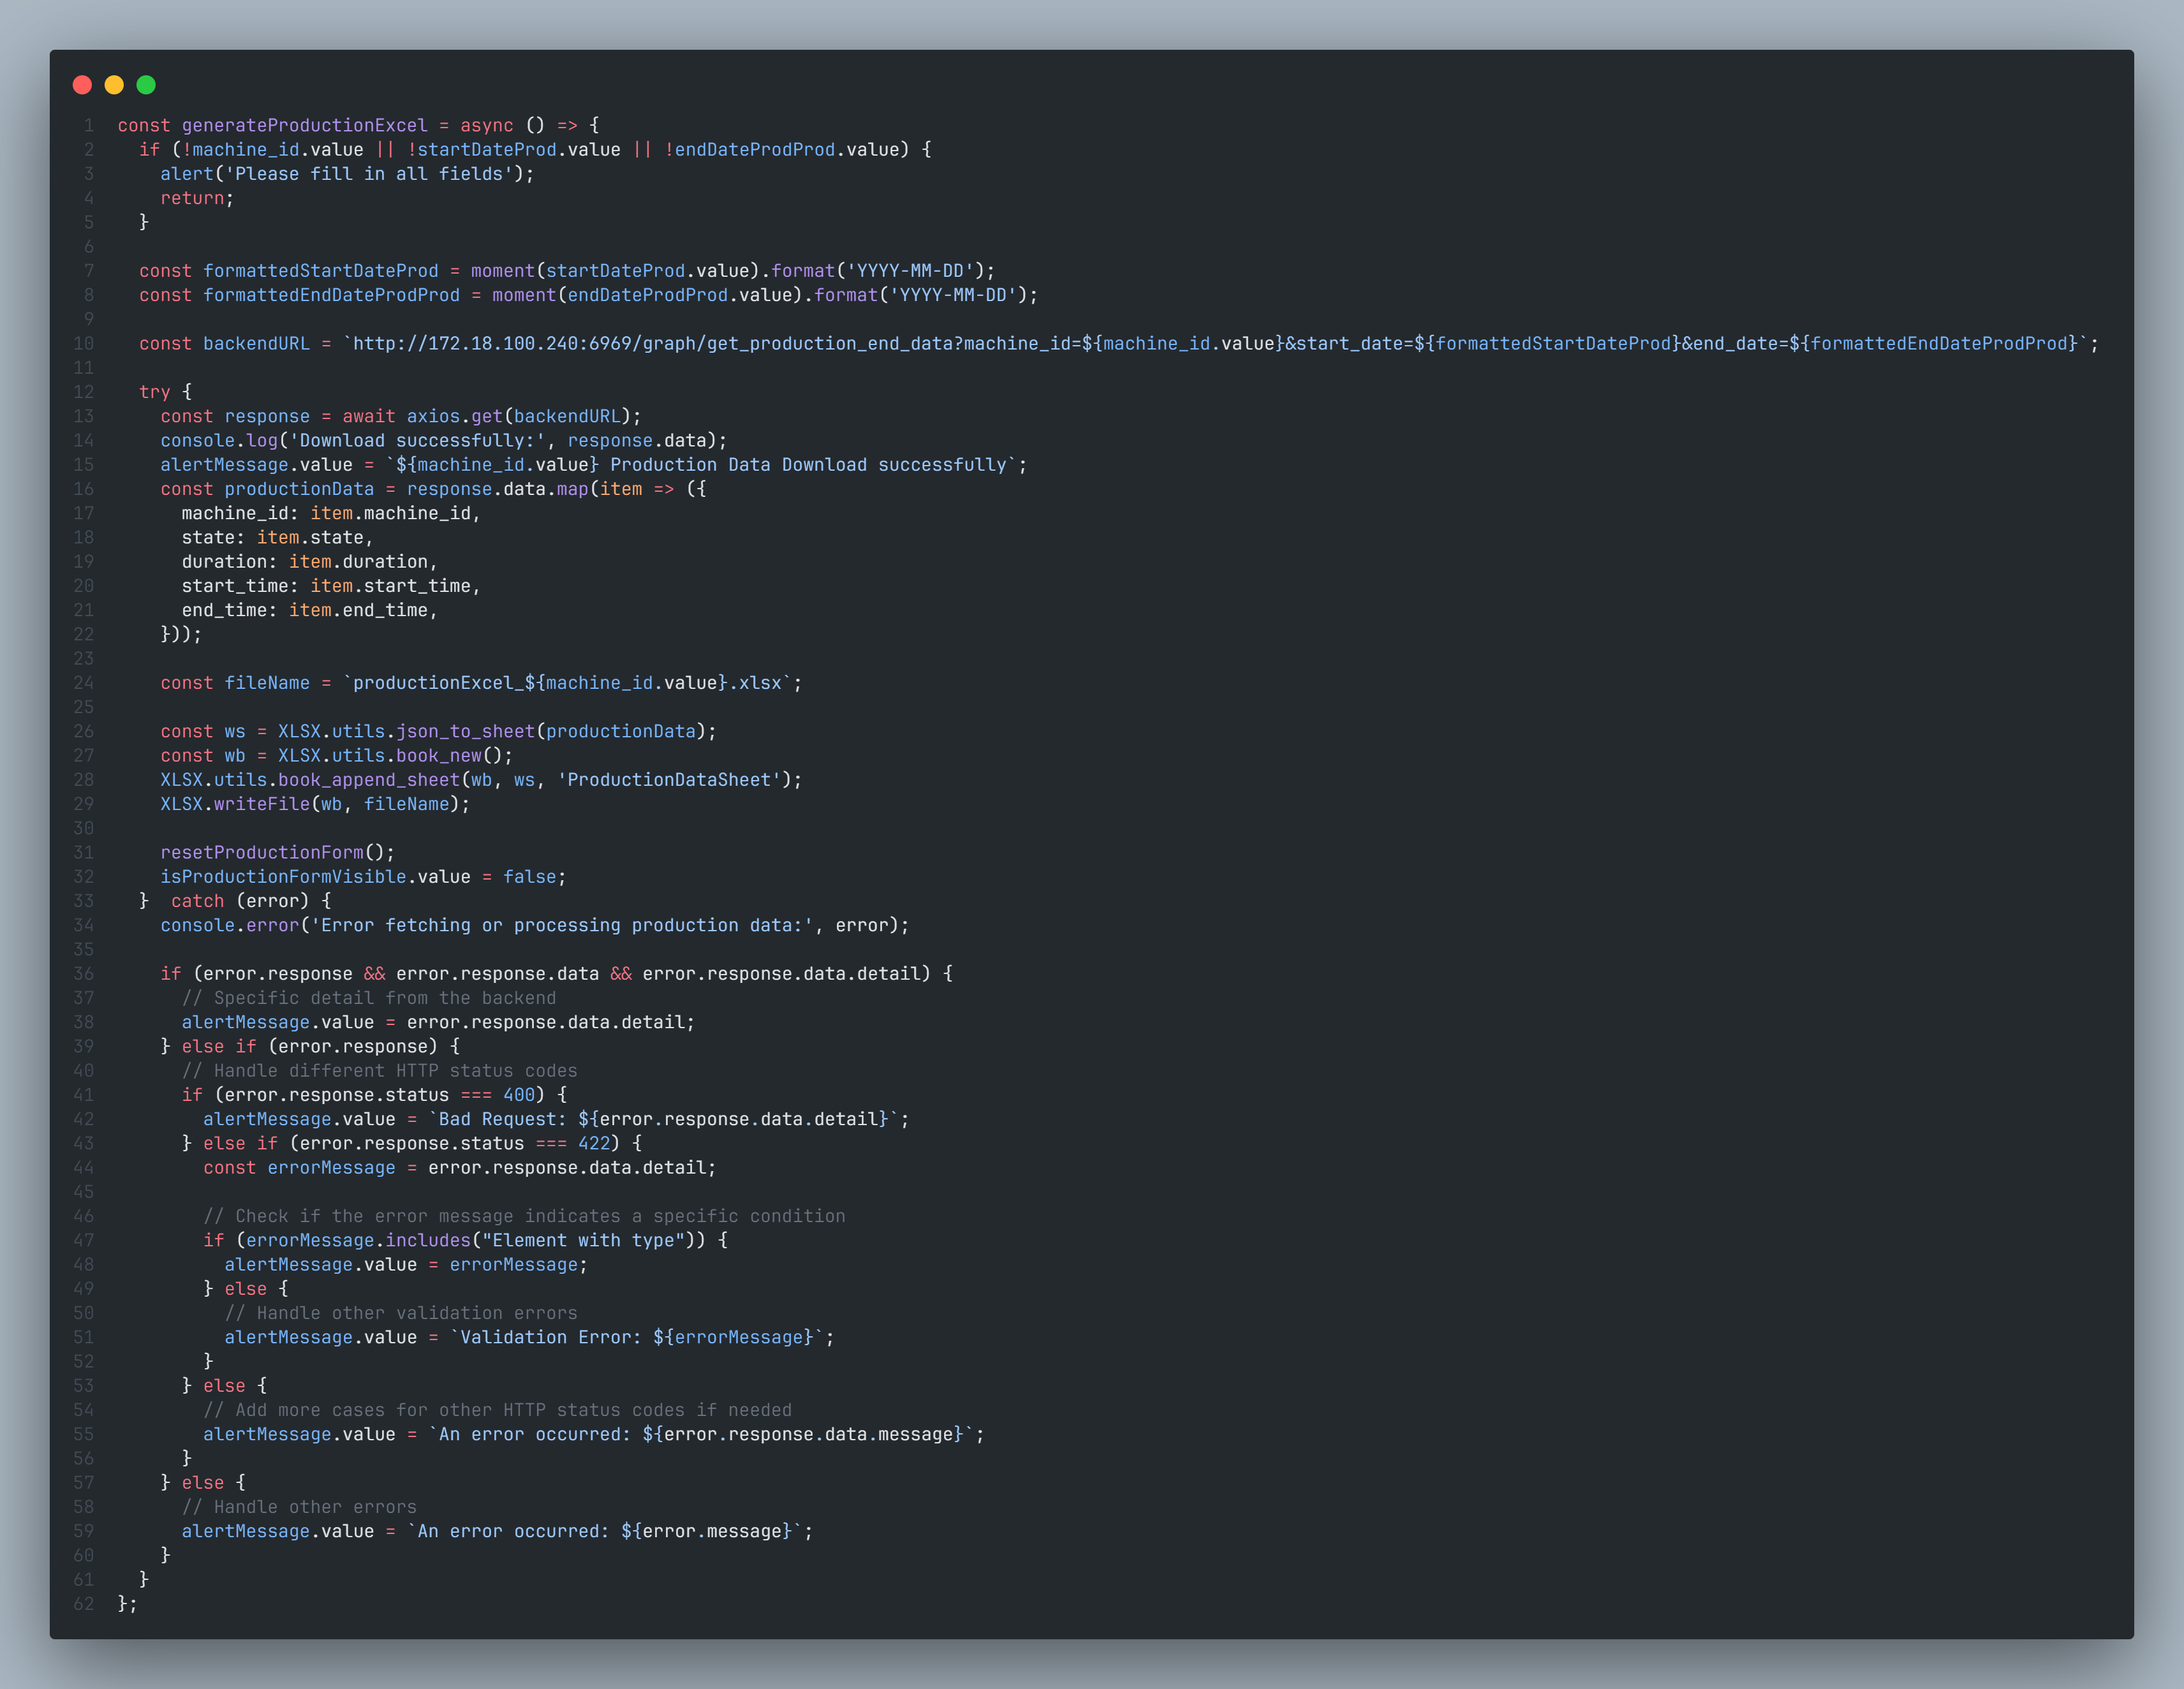 1 const generateProductionExcel = async () => {
2   if (!machine_id.value || !startDateProd.value || !endDateProdProd.value) {
3     alert('Please fill in all fields');
4     return;
5   }
6
7   const formattedStartDateProd = moment(startDateProd.value).format('YYYY-MM-DD');
8   const formattedEndDateProdProd = moment(endDateProdProd.value).format('YYYY-MM-DD');
9
10   const backendURL = `http://172.18.100.240:6969/graph/get_production_end_data?machine_id=${machine_id.value}&start_date=${formattedStartDateProd}&end_date=${formattedEndDateProdProd}`;
11
12   try {
13     const response = await axios.get(backendURL);
14     console.log('Download successfully:', response.data);
15     alertMessage.value = `${machine_id.value} Production Data Download successfully`;
16     const productionData = response.data.map(item => ({
17       machine_id: item.machine_id,
18       state: item.state,
19       duration: item.duration,
20       start_time: item.start_time,
21       end_time: item.end_time,
22     }));
23
24     const fileName = `productionExcel_${machine_id.value}.xlsx`;
25
26     const ws = XLSX.utils.json_to_sheet(productionData);
27     const wb = XLSX.utils.book_new();
28     XLSX.utils.book_append_sheet(wb, ws, 'ProductionDataSheet');
29     XLSX.writeFile(wb, fileName);
30
31     resetProductionForm();
32     isProductionFormVisible.value = false;
33   }  catch (error) {
34     console.error('Error fetching or processing production data:', error);
35
36     if (error.response && error.response.data && error.response.data.detail) {
37       // Specific detail from the backend
38       alertMessage.value = error.response.data.detail;
39     } else if (error.response) {
40       // Handle different HTTP status codes
41       if (error.response.status === 400) {
42         alertMessage.value = `Bad Request: ${error.response.data.detail}`;
43       } else if (error.response.status === 422) {
44         const errorMessage = error.response.data.detail;
45
46         // Check if the error message indicates a specific condition
47         if (errorMessage.includes("Element with type")) {
48           alertMessage.value = errorMessage;
49         } else {
50           // Handle other validation errors
51           alertMessage.value = `Validation Error: ${errorMessage}`;
52         }
53       } else {
54         // Add more cases for other HTTP status codes if needed
55         alertMessage.value = `An error occurred: ${error.response.data.message}`;
56       }
57     } else {
58       // Handle other errors
59       alertMessage.value = `An error occurred: ${error.message}`;
60     }
61   }
62 };